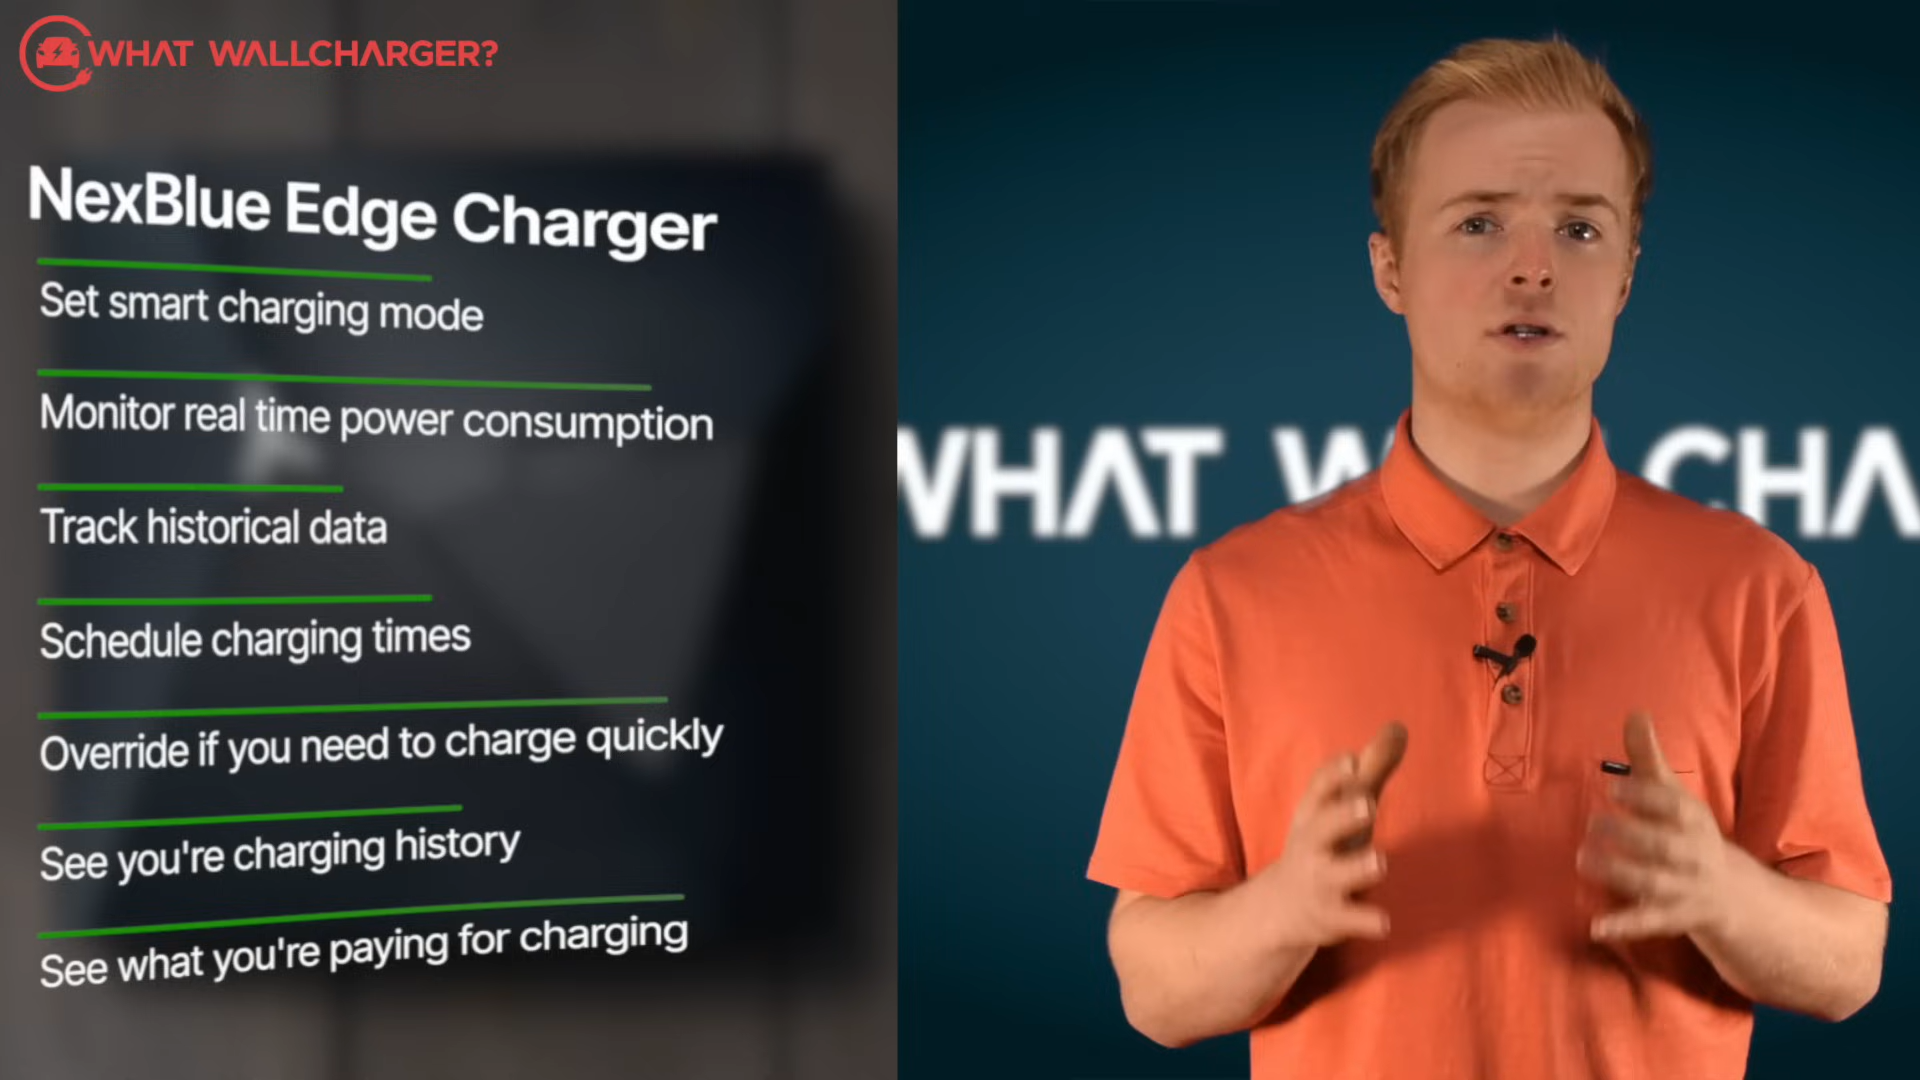 WHAT WALLCHARGER?
NexBlue Edge Charger
Set smart charging mode
Monitor real time power consumption
Track historical data
Schedule charging times
Override if you need to charge quickly
See you're charging history
See what you're paying for charging
WHAT W CHA